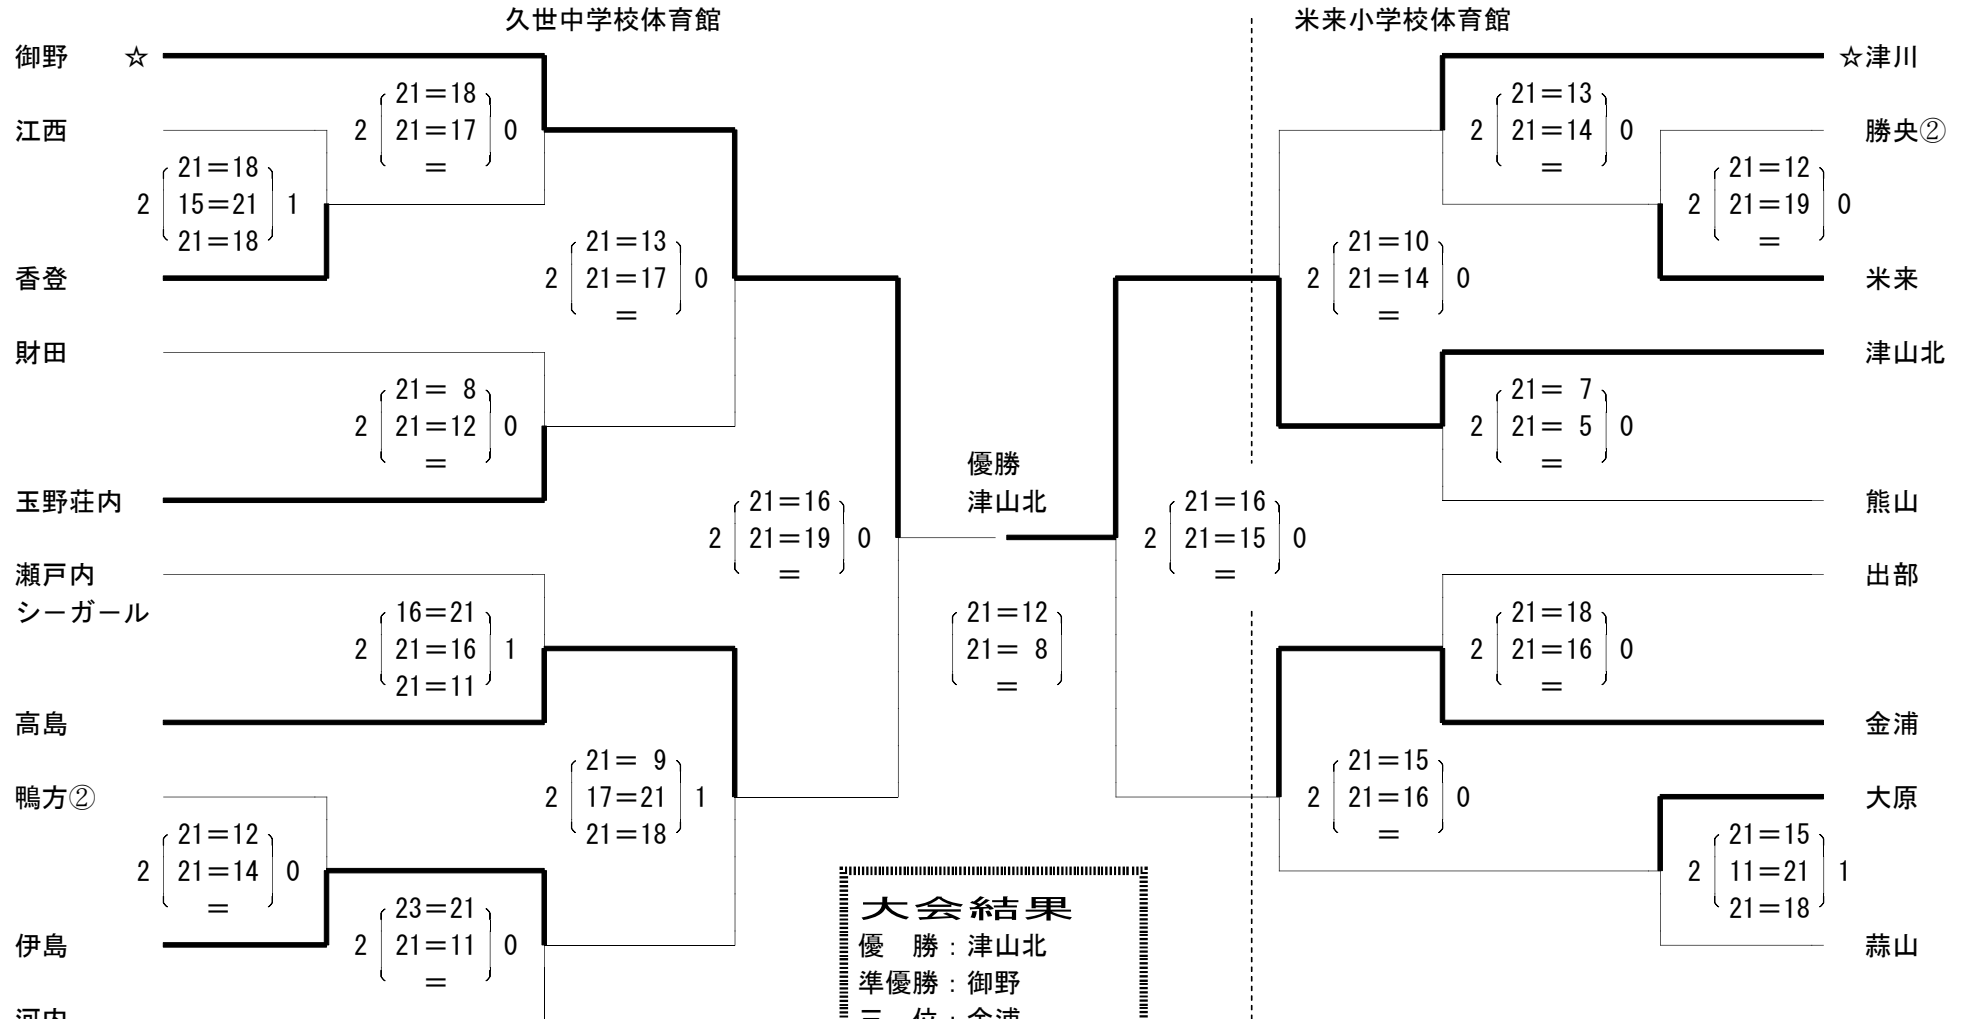 久世中学校体育館
米来小学校体育館
御野 ☆
☆津川
21=18
2 21=17 0
=
21=13
2 21=14 0
=
江西
勝央②
21=18
2 15=21 1
21=18
21=12
2 21=19 0
=
香登
米来
21=13
2 21=17 0
=
21=10
2 21=14 0
=
財田
津山北
21= 8
2 21=12 0
=
21= 7
2 21= 5 0
=
玉野荘内
熊山
優勝
津山北
21=16
2 21=19 0
=
21=16
2 21=15 0
=
瀬戸内
シーガール
出部
16=21
2 21=16 1
21=11
21=12
21= 8
=
21=18
2 21=16 0
=
高島
金浦
21= 9
2 17=21 1
21=18
21=15
2 21=16 0
=
鴨方②
大原
21=12
2 21=14 0
=
21=15
2 11=21 1
21=18
伊島
蒜山
23=21
2 21=11 0
=
大会結果
優 勝：津山北
準優勝：御野
三 位：金浦
河内